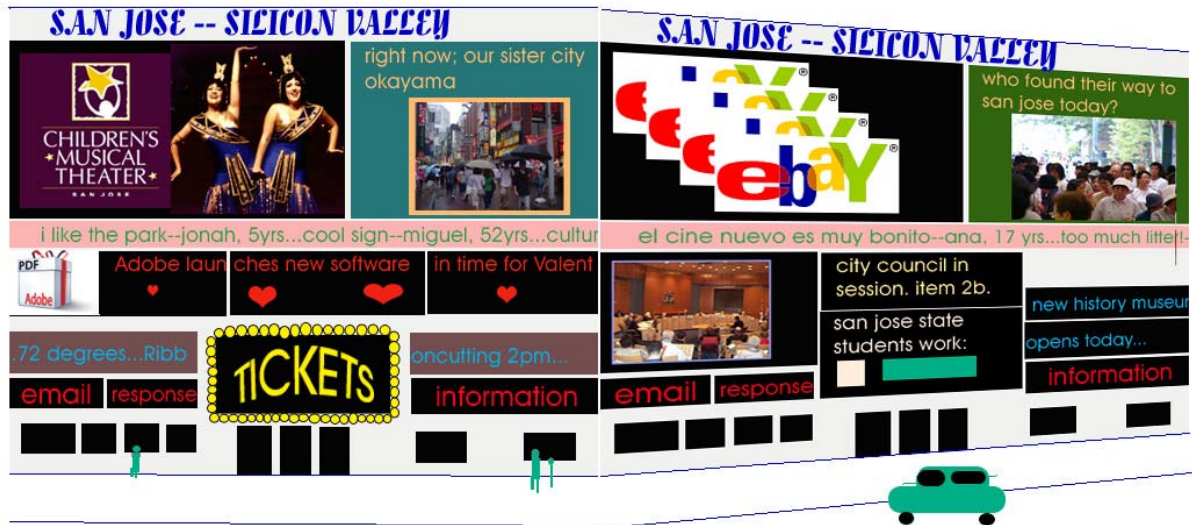 SAN JOSE -- SILICON VALLEY
CHILDREN'S
MUSICAL
THEATER
SAN JOSE
right now; our sister city
okayama
i like the park--jonah, 5yrs...cool sign--miguel, 52yrs...cultur
PDF
Adobe
Adobe laun ches new software in time for Valent
.72 degrees...Ribb oncutting 2pm...
TICKETS
email response
information
SAN JOSE -- SILICON VALLEY
ebaY®
who found their way to
san jose today?
el cine nuevo es muy bonito--ana, 17 yrs...too much litter!-
city council in
session. item 2b.
san jose state
students work:
new history museum
opens today...
email response
information